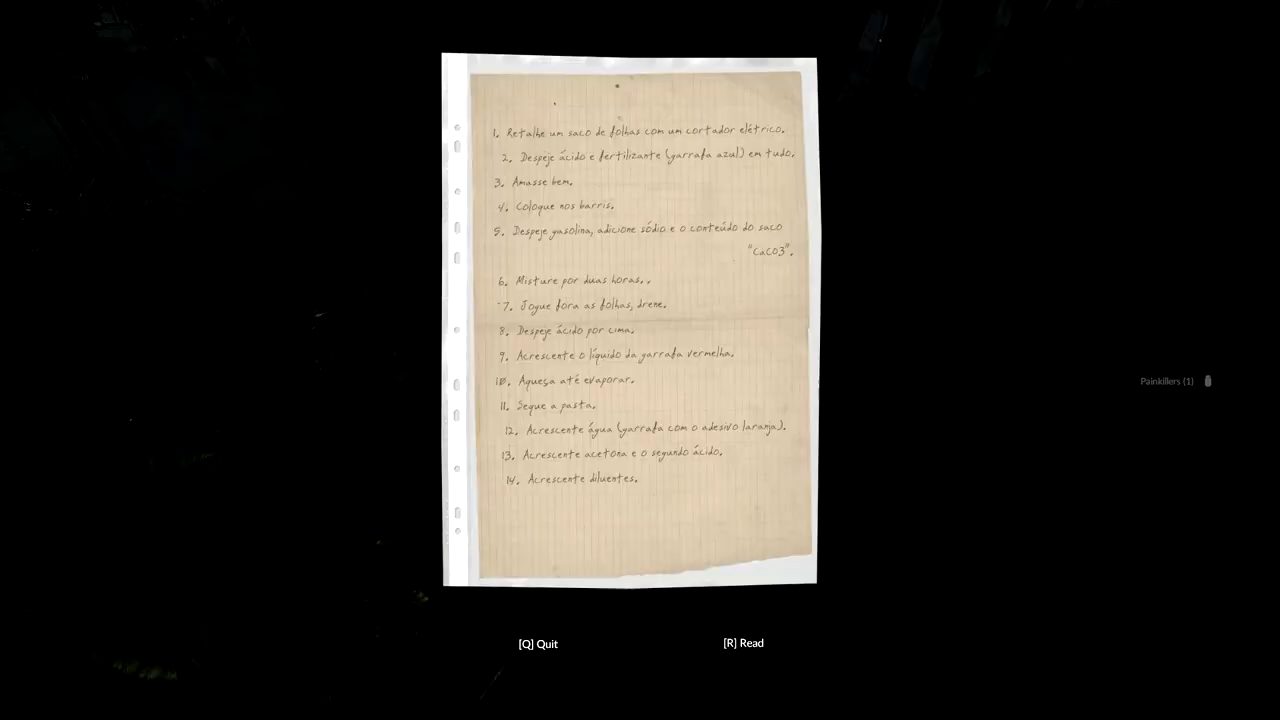 1. Retalhe um saco de folhas com um cortador elétrico.
2. Despeje ácido e fertilizante (garrafa azul) em tudo.
3. Amasse bem.
4. Coloque nos barris.
5. Despeje gasolina, adicione sódio e o conteúdo do saco
"CaCO3".
6. Misture por duas horas..
7. Jogue fora as folhas, drene.
8. Despeje ácido por cima.
9. Acrescente o líquido da garrafa vermelha.
10. Aqueça até evaporar.
11. Seque a pasta.
12. Acrescente água (garrafa com o adesivo laranja).
13. Acrescente acetona e o segundo ácido.
14. Acrescente diluentes.
Painkillers (1)
[Q] Quit [R] Read